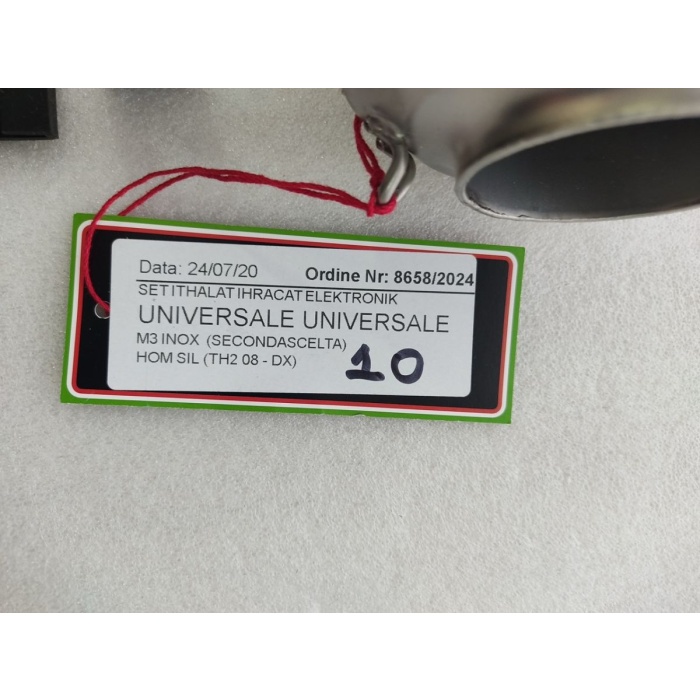 Data: 24/07/20 Ordine Nr: 8658/2024
SET ITHALAT IHRACAT ELEKTRONIK
UNIVERSALE UNIVERSALE
M3 INOX (SECONDASCELTA)
HOM SIL (TH2 08 - DX)
10